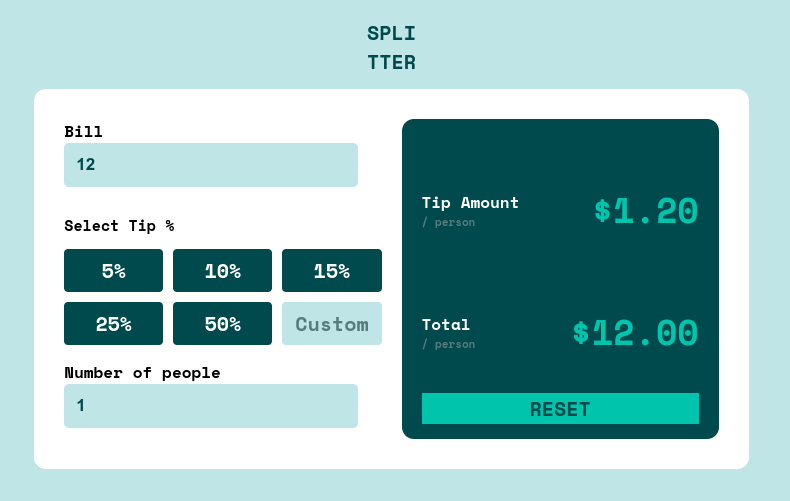 SPLI
TTER
Bill
12
Select Tip %
5% 10% 15%
25% 50% Custom
Number of people
1
Tip Amount
/ person
$1.20
Total
/ person
$12.00
RESET